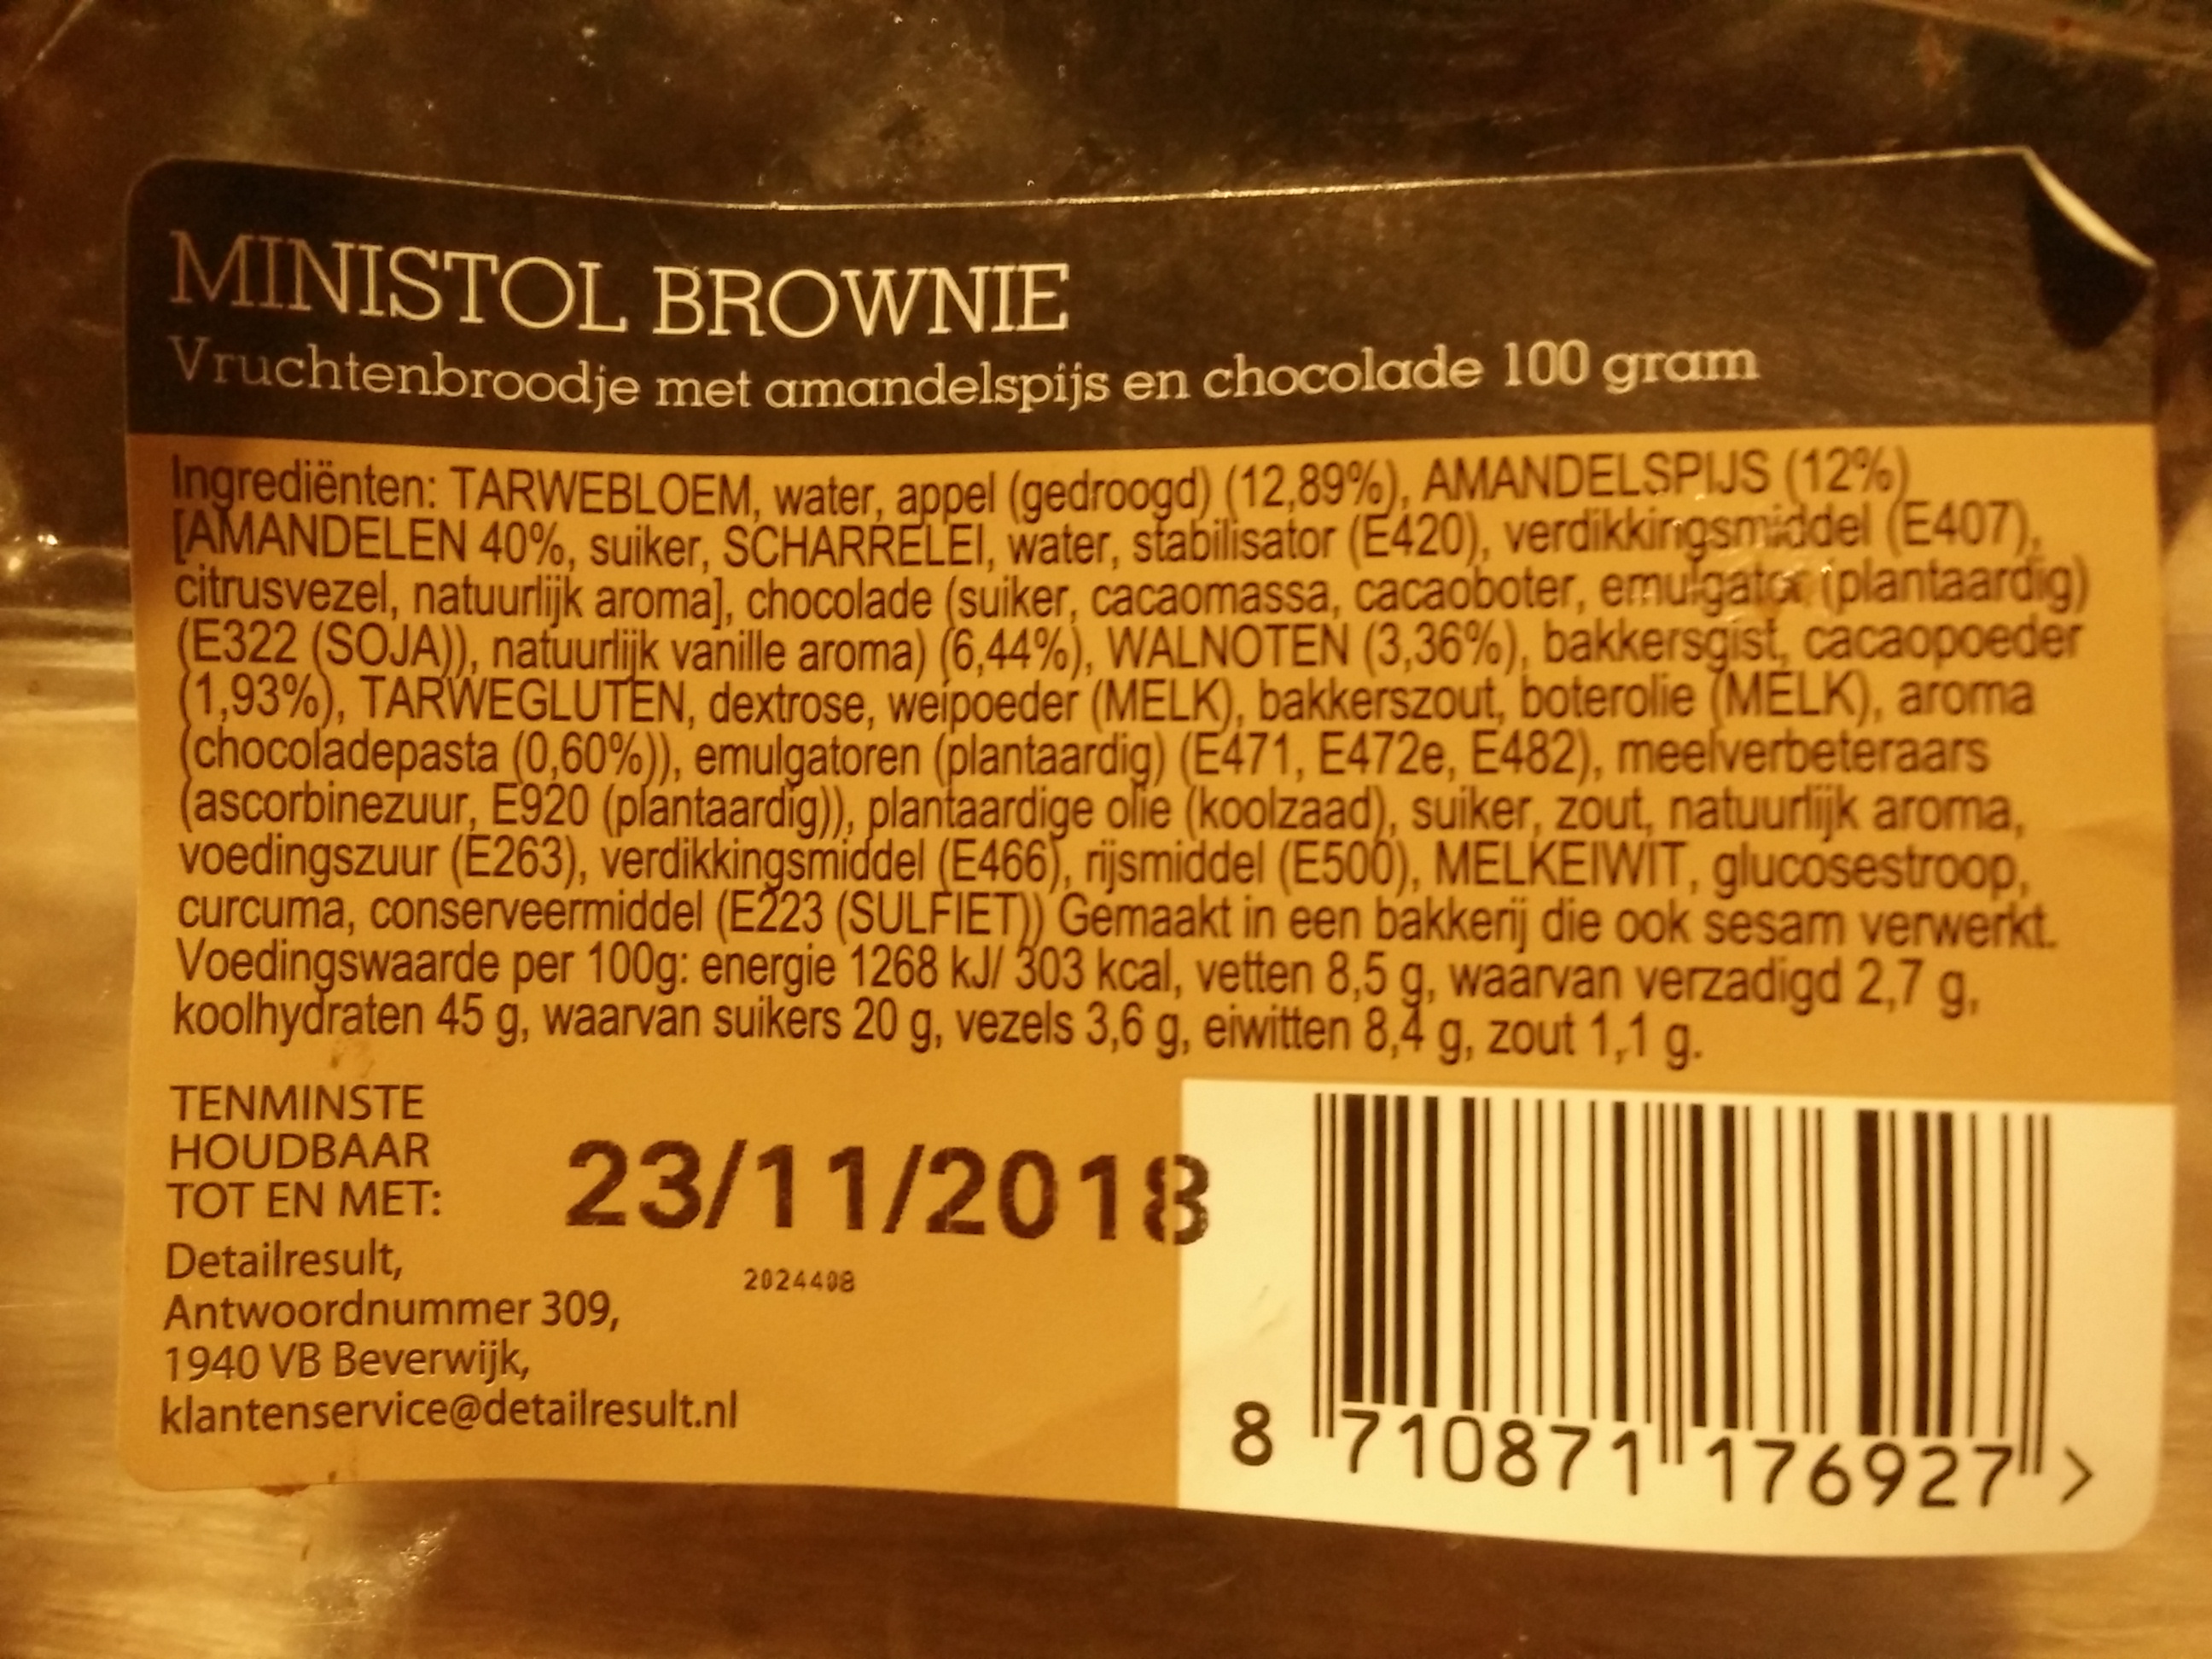 MINISTOL BROWNIE
Vruchtenbroodje met amandelspijs en chocolade 100 gram
Ingrediënten: TARWEBLOEM, water, appel (gedroogd) (12,89%), AMANDELSPIJS (12%)
[AMANDELEN 40%, suiker, SCHARRELEI, water, stabilisator (E420), verdikkingsmiddel (E407),
citrusvezel, natuurlijk aroma], chocolade (suiker, cacaomassa, cacaoboter, emulgator (plantaardig)
(E322 (SOJA)), natuurlijk vanille aroma) (6,44%), WALNOTEN (3,36%), bakkersgist, cacaopoeder
(1,93%), TARWEGLUTEN, dextrose, weipoeder (MELK), bakkerszout, boterolie (MELK), aroma
(chocoladepasta (0,60%)), emulgatoren (plantaardig) (E471, E472e, E482), meelverbeteraars
(ascorbinezuur, E920 (plantaardig)), plantaardige olie (koolzaad), suiker, zout, natuurlijk aroma,
voedingszuur (E263), verdikkingsmiddel (E466), rijsmiddel (E500), MELKEIWIT, glucosestroop,
curcuma, conserveermiddel (E223 (SULFIET)) Gemaakt in een bakkerij die ook sesam verwerkt.
Voedingswaarde per 100g: energie 1268 kJ/ 303 kcal, vetten 8,5 g, waarvan verzadigd 2,7 g,
koolhydraten 45 g, waarvan suikers 20 g, vezels 3,6 g, eiwitten 8,4 g, zout 1,1 g.
TENMINSTE
HOUDBAAR
TOT EN MET:
23/11/2018
2024408
Detailresult,
Antwoordnummer 309,
1940 VB Beverwijk,
klantenservice@detailresult.nl
8 710871 176927 >